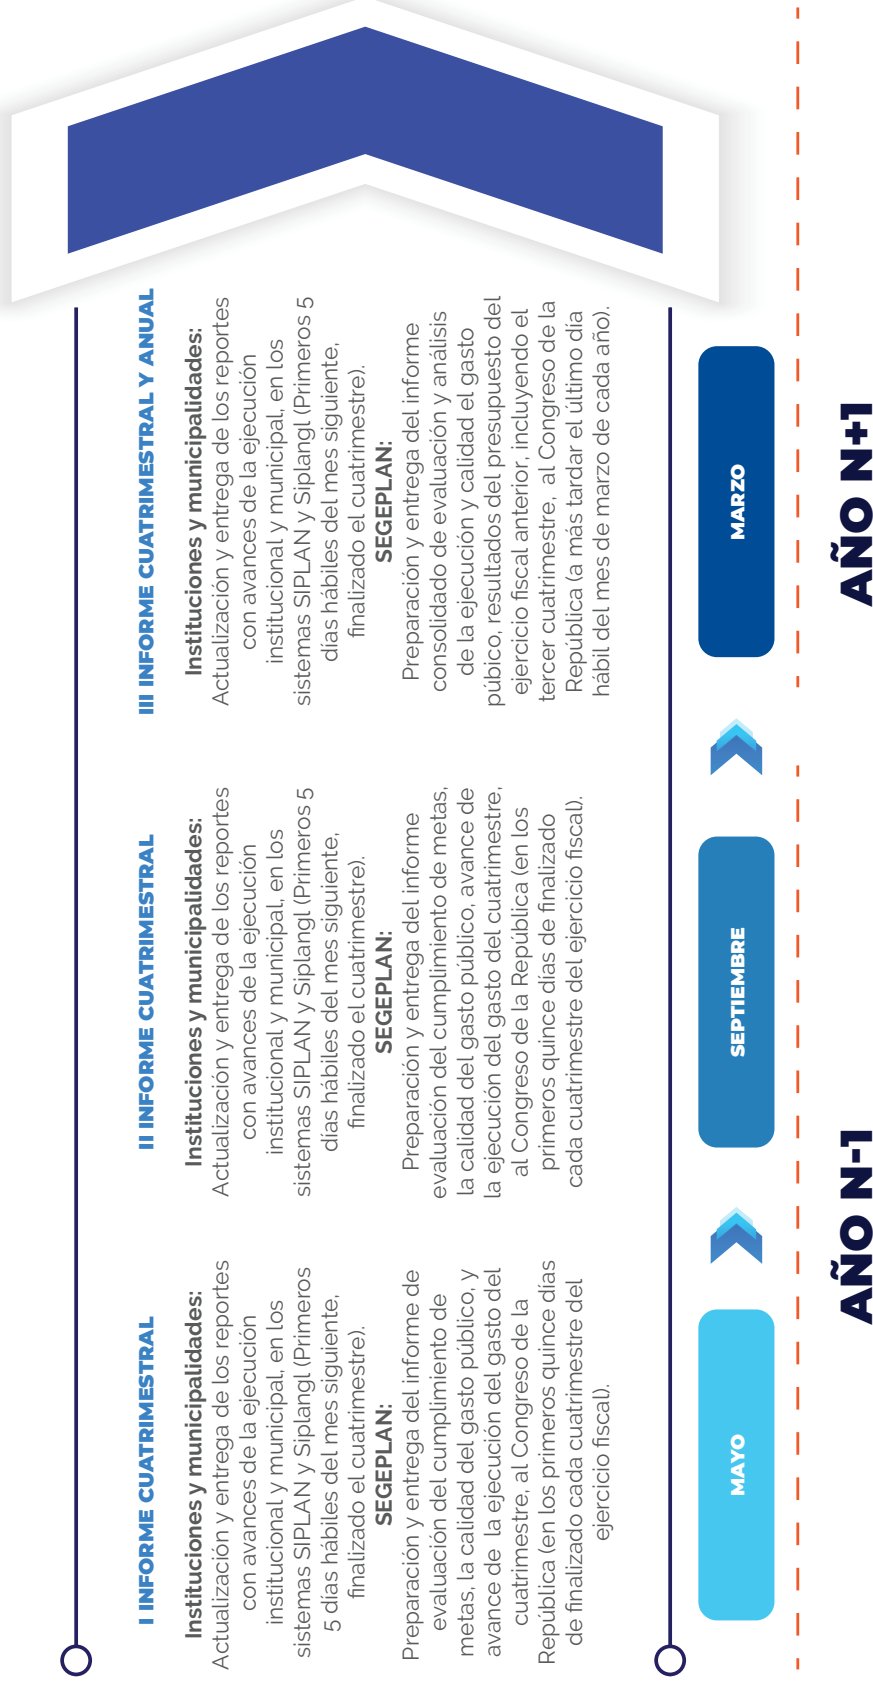 I INFORME CUATRIMESTRAL
Instituciones y municipalidades:
Actualización y entrega de los reportes
con avances de la ejecución
institucional y municipal, en los
sistemas SIPLAN y Siplangl (Primeros
5 días hábiles del mes siguiente,
finalizado el cuatrimestre).
SEGEPLAN:
Preparación y entrega del informe de
evaluación del cumplimiento de
metas, la calidad del gasto público, y
avance de la ejecución del gasto del
cuatrimestre, al Congreso de la
República (en los primeros quince días
de finalizado cada cuatrimestre del
ejercicio fiscal).
MAYO
II INFORME CUATRIMESTRAL
Instituciones y municipalidades:
Actualización y entrega de los reportes
con avances de la ejecución
institucional y municipal, en los
sistemas SIPLAN y Siplangl (Primeros 5
días hábiles del mes siguiente,
finalizado el cuatrimestre).
SEGEPLAN:
Preparación y entrega del informe
evaluación del cumplimiento de metas,
la calidad del gasto público, avance de
la ejecución del gasto del cuatrimestre,
al Congreso de la República (en los
primeros quince días de finalizado
cada cuatrimestre del ejercicio fiscal).
SEPTIEMBRE
III INFORME CUATRIMESTRAL Y ANUAL
Instituciones y municipalidades:
Actualización y entrega de los reportes
con avances de la ejecución
institucional y municipal, en los
sistemas SIPLAN y Siplangl (Primeros 5
días hábiles del mes siguiente,
finalizado el cuatrimestre).
SEGEPLAN:
Preparación y entrega del informe
consolidado de evaluación y análisis
de la ejecución y calidad el gasto
púbico, resultados del presupuesto del
ejercicio fiscal anterior, incluyendo el
tercer cuatrimestre, al Congreso de la
República (a más tardar el último día
hábil del mes de marzo de cada año).
MARZO
AÑO N-1
AÑO N+1